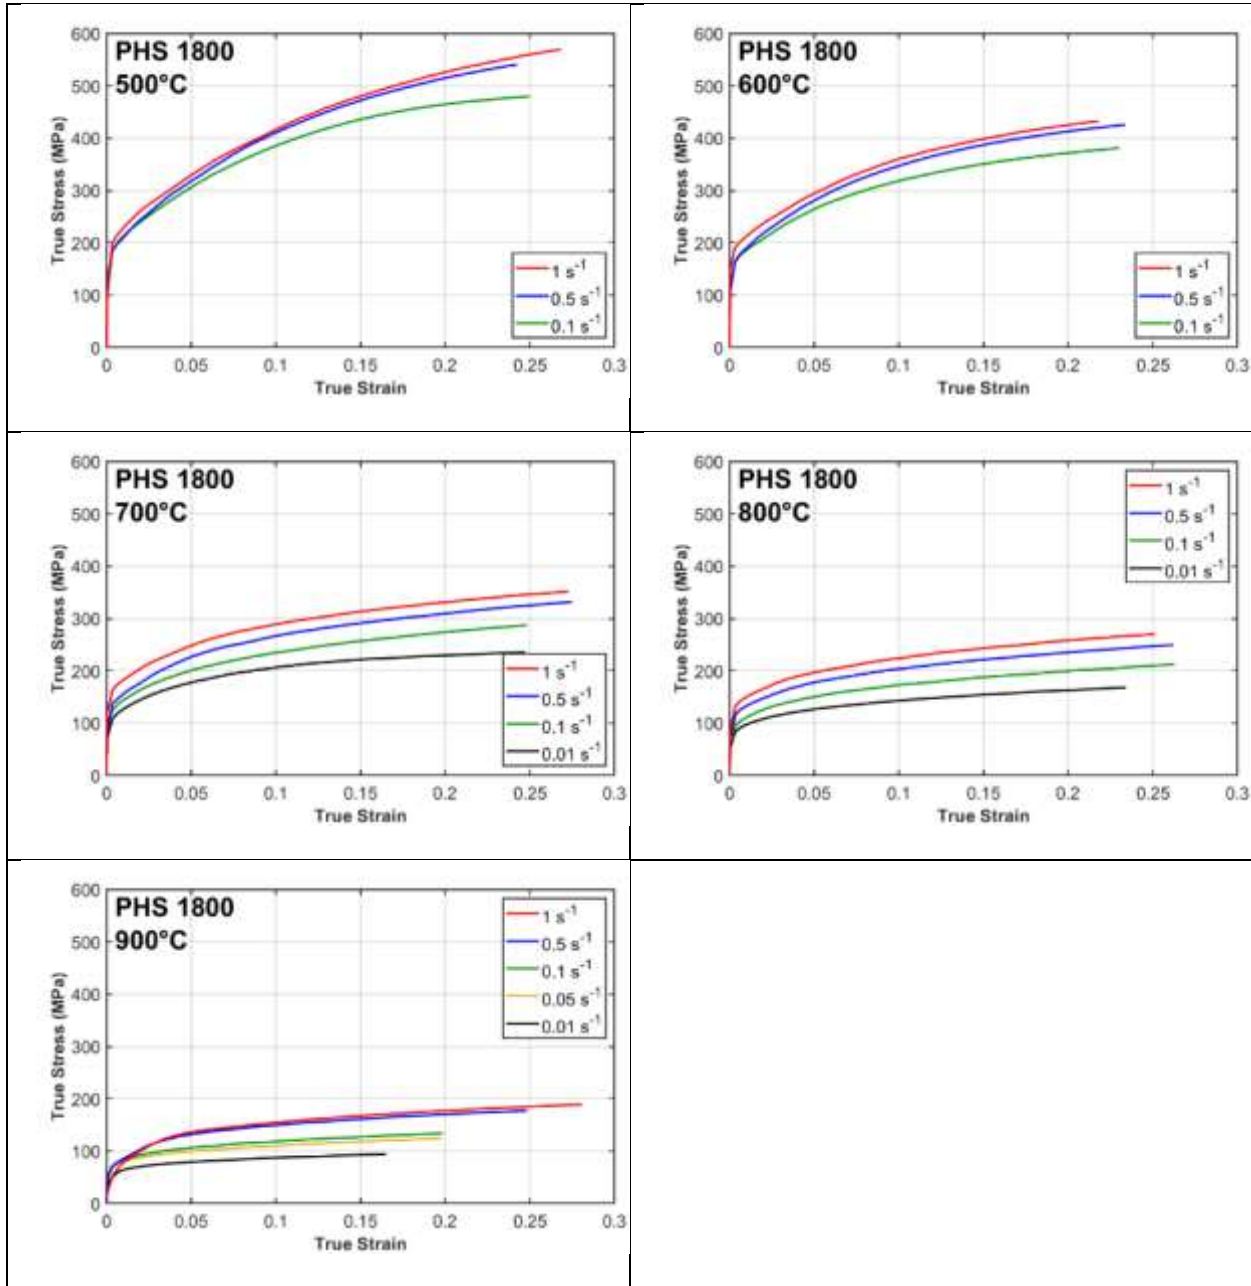 PHS 1800
500°C
True Stress (MPa)
600
500
400
300
200
100
0
0 0.05 0.1 0.15 0.2 0.25 0.3
True Strain
1 s-1
0.5 s-1
0.1 s-1
PHS 1800
600°C
True Stress (MPa)
600
500
400
300
200
100
0
0 0.05 0.1 0.15 0.2 0.25 0.3
True Strain
1 s-1
0.5 s-1
0.1 s-1
PHS 1800
700°C
True Stress (MPa)
600
500
400
300
200
100
0
0 0.05 0.1 0.15 0.2 0.25 0.3
True Strain
1 s-1
0.5 s-1
0.1 s-1
0.01 s-1
PHS 1800
800°C
True Stress (MPa)
600
500
400
300
200
100
0
0 0.05 0.1 0.15 0.2 0.25 0.3
True Strain
1 s-1
0.5 s-1
0.1 s-1
0.01 s-1
PHS 1800
900°C
True Stress (MPa)
600
500
400
300
200
100
0
0 0.05 0.1 0.15 0.2 0.25 0.3
True Strain
1 s-1
0.5 s-1
0.1 s-1
0.05 s-1
0.01 s-1